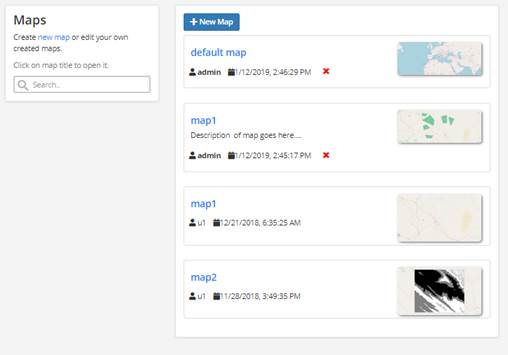 Maps
Create new map or edit your own
created maps.
Click on map title to open it.
Search..
New Map
default map
admin 1/12/2019, 2:46:29 PM
map1
Description of map goes here....
admin 1/12/2019, 2:45:17 PM
map1
u1 12/21/2018, 6:35:25 AM
map2
u1 11/28/2018, 3:49:35 PM